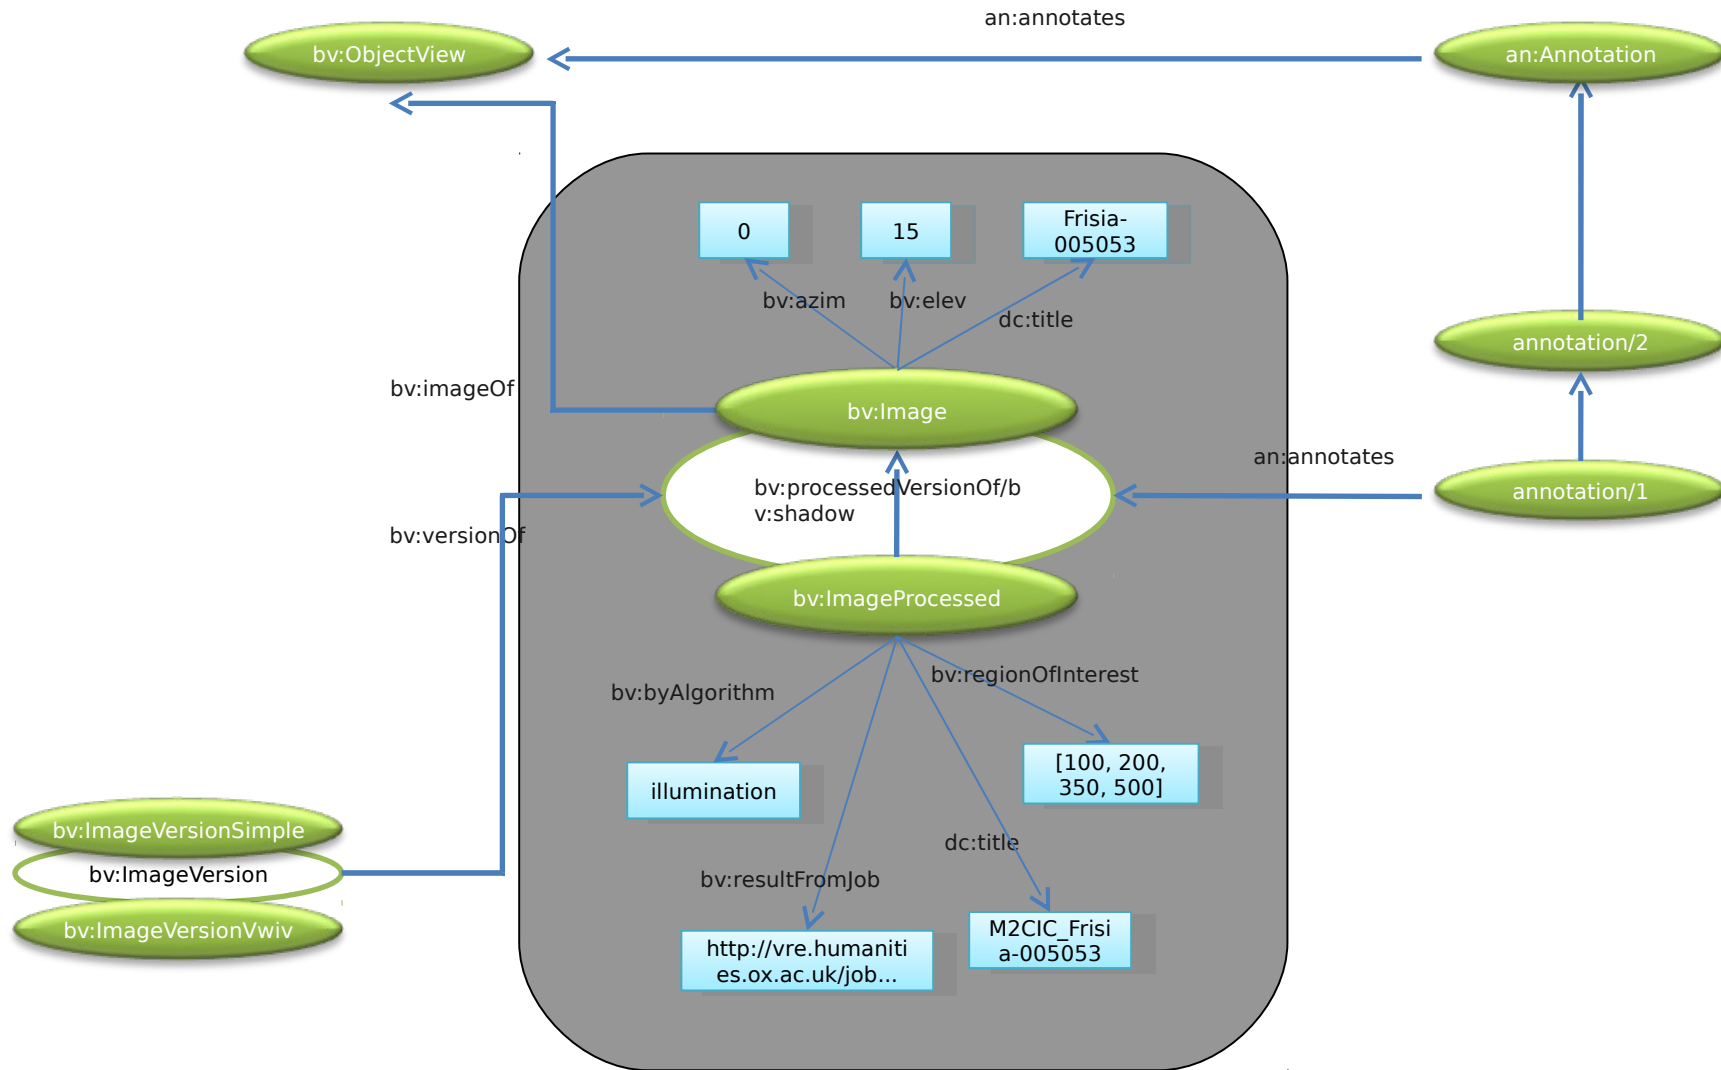 an:annotates
bv:ObjectView
an:Annotation
0
15
Frisia-
005053
bv:azim
bv:elev
dc:title
annotation/2
bv:imageOf
bv:Image
an:annotates
bv:processedVersionOf/b
v:shadow
annotation/1
bv:versionOf
bv:ImageProcessed
bv:regionOfInterest
bv:byAlgorithm
[100, 200,
350, 500]
illumination
bv:ImageVersionSimple
dc:title
bv:ImageVersion
bv:resultFromJob
bv:ImageVersionVwiv
M2CIC_Frisi
a-005053
http://vre.humaniti
es.ox.ac.uk/job...